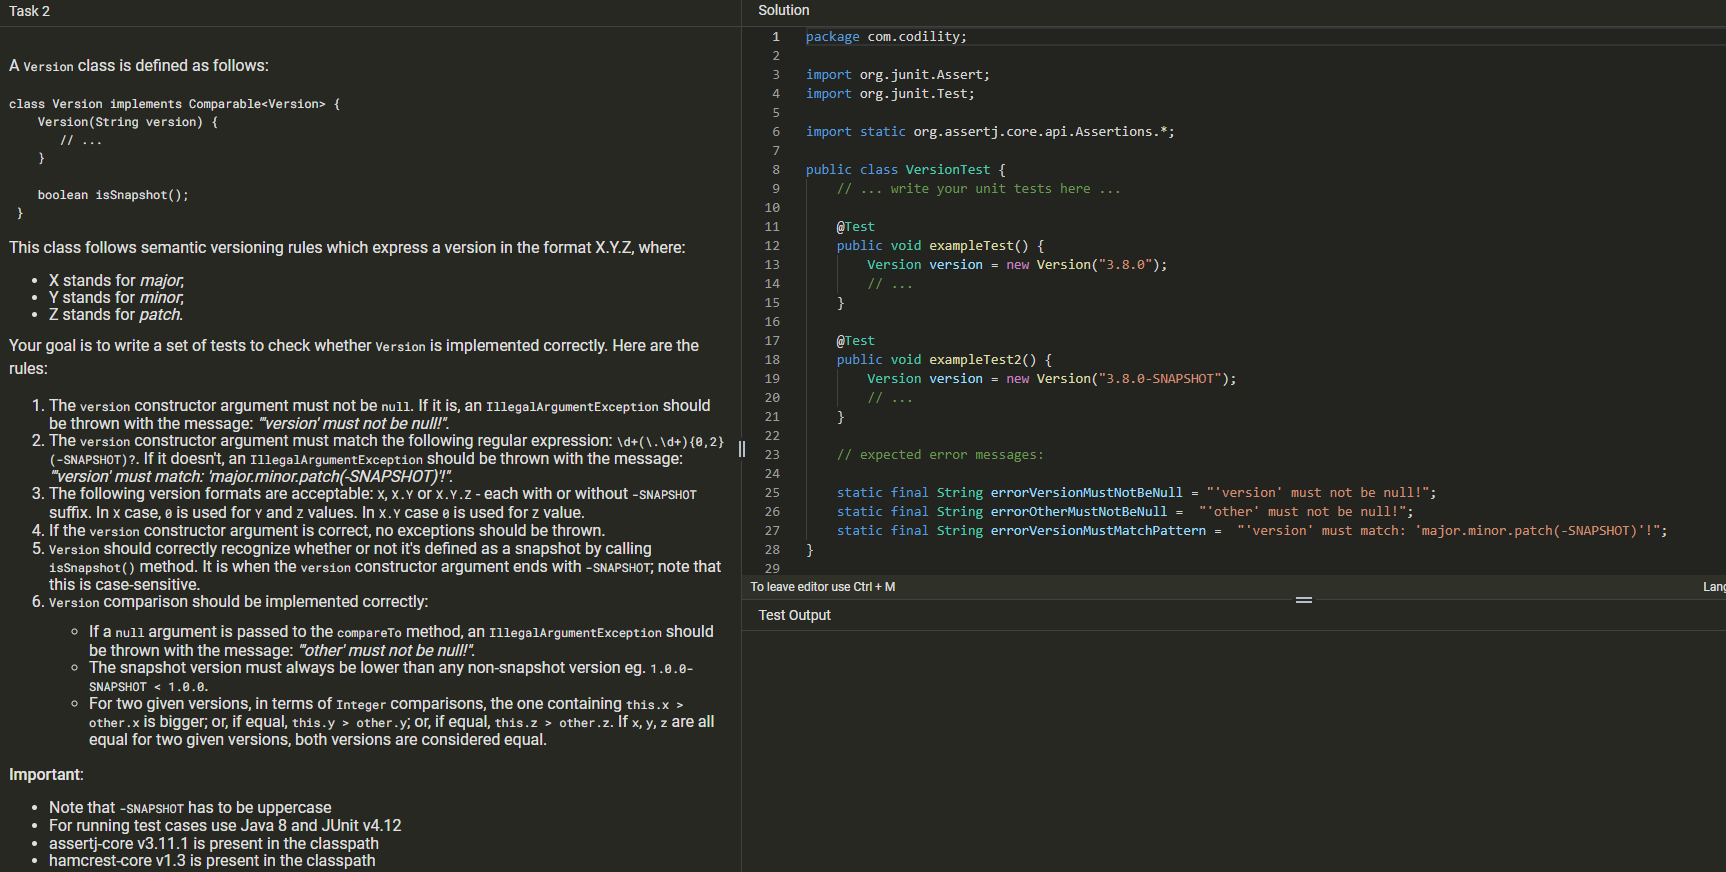 Task 2
A Version class is defined as follows:
class Version implements Comparable<Version> {
Version(String version) {
// ...
}
boolean isSnapshot();
}
This class follows semantic versioning rules which express a version in the format X.Y.Z, where:
• X stands for major;
• Y stands for minor;
• Z stands for patch.
Your goal is to write a set of tests to check whether Version is implemented correctly. Here are the
rules:
1. The version constructor argument must not be null. If it is, an IllegalArgumentException should
be thrown with the message: "'version' must not be null!".
2. The version constructor argument must match the following regular expression: \d+(\.\d+){0,2}
(-SNAPSHOT)?. If it doesn't, an IllegalArgumentException should be thrown with the message:
"'version' must match: 'major.minor.patch(-SNAPSHOT)'!".
3. The following version formats are acceptable: X, X.Y or X.Y.Z - each with or without -SNAPSHOT
suffix. In X case, 0 is used for Y and Z values. In X.Y case 0 is used for Z value.
4. If the version constructor argument is correct, no exceptions should be thrown.
5. Version should correctly recognize whether or not it's defined as a snapshot by calling
isSnapshot() method. It is when the version constructor argument ends with -SNAPSHOT; note that
this is case-sensitive.
6. Version comparison should be implemented correctly:
○ If a null argument is passed to the compareTo method, an IllegalArgumentException should
be thrown with the message: "'other' must not be null!".
○ The snapshot version must always be lower than any non-snapshot version eg. 1.0.0-
SNAPSHOT < 1.0.0.
○ For two given versions, in terms of Integer comparisons, the one containing this.x >
other.x is bigger; or, if equal, this.y > other.y; or, if equal, this.z > other.z. If x, y, z are all
equal for two given versions, both versions are considered equal.
Important:
• Note that -SNAPSHOT has to be uppercase
• For running test cases use Java 8 and JUnit v4.12
• assertj-core v3.11.1 is present in the classpath
• hamcrest-core v1.3 is present in the classpath
Solution
1 package com.codility;
2
3 import org.junit.Assert;
4 import org.junit.Test;
5
6 import static org.assertj.core.api.Assertions.*;
7
8 public class VersionTest {
9 // ... write your unit tests here ...
10
11 @Test
12 public void exampleTest() {
13 Version version = new Version("3.8.0");
14 // ...
15 }
16
17 @Test
18 public void exampleTest2() {
19 Version version = new Version("3.8.0-SNAPSHOT");
20 // ...
21 }
22
23 // expected error messages:
24
25 static final String errorVersionMustNotBeNull = "'version' must not be null!";
26 static final String errorOtherMustNotBeNull = "'other' must not be null!";
27 static final String errorVersionMustMatchPattern = "'version' must match: 'major.minor.patch(-SNAPSHOT)'!";
28 }
29
To leave editor use Ctrl + M
Lang
Test Output